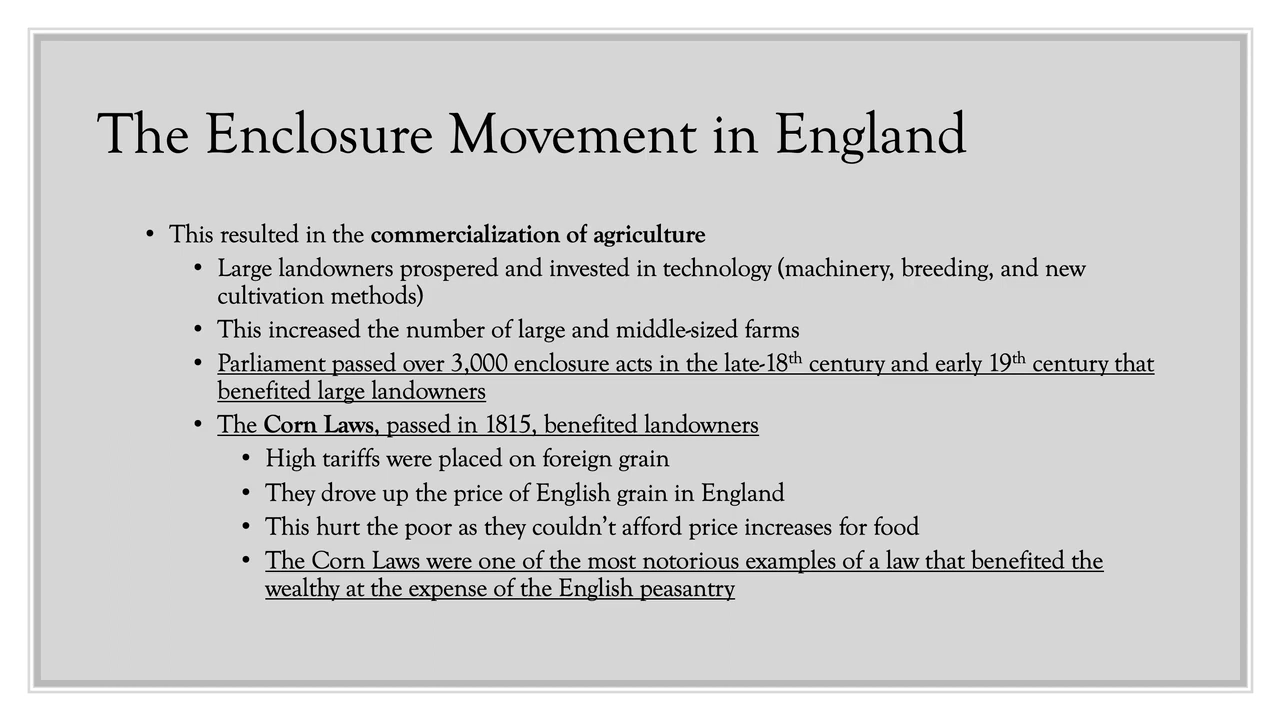 The Enclosure Movement in England
• This resulted in the commercialization of agriculture
• Large landowners prospered and invested in technology (machinery, breeding, and new
cultivation methods)
• This increased the number of large and middle-sized farms
• Parliament passed over 3,000 enclosure acts in the late-18th century and early 19th century that
benefited large landowners
• The Corn Laws, passed in 1815, benefited landowners
• High tariffs were placed on foreign grain
• They drove up the price of English grain in England
• This hurt the poor as they couldn’t afford price increases for food
• The Corn Laws were one of the most notorious examples of a law that benefited the
wealthy at the expense of the English peasantry